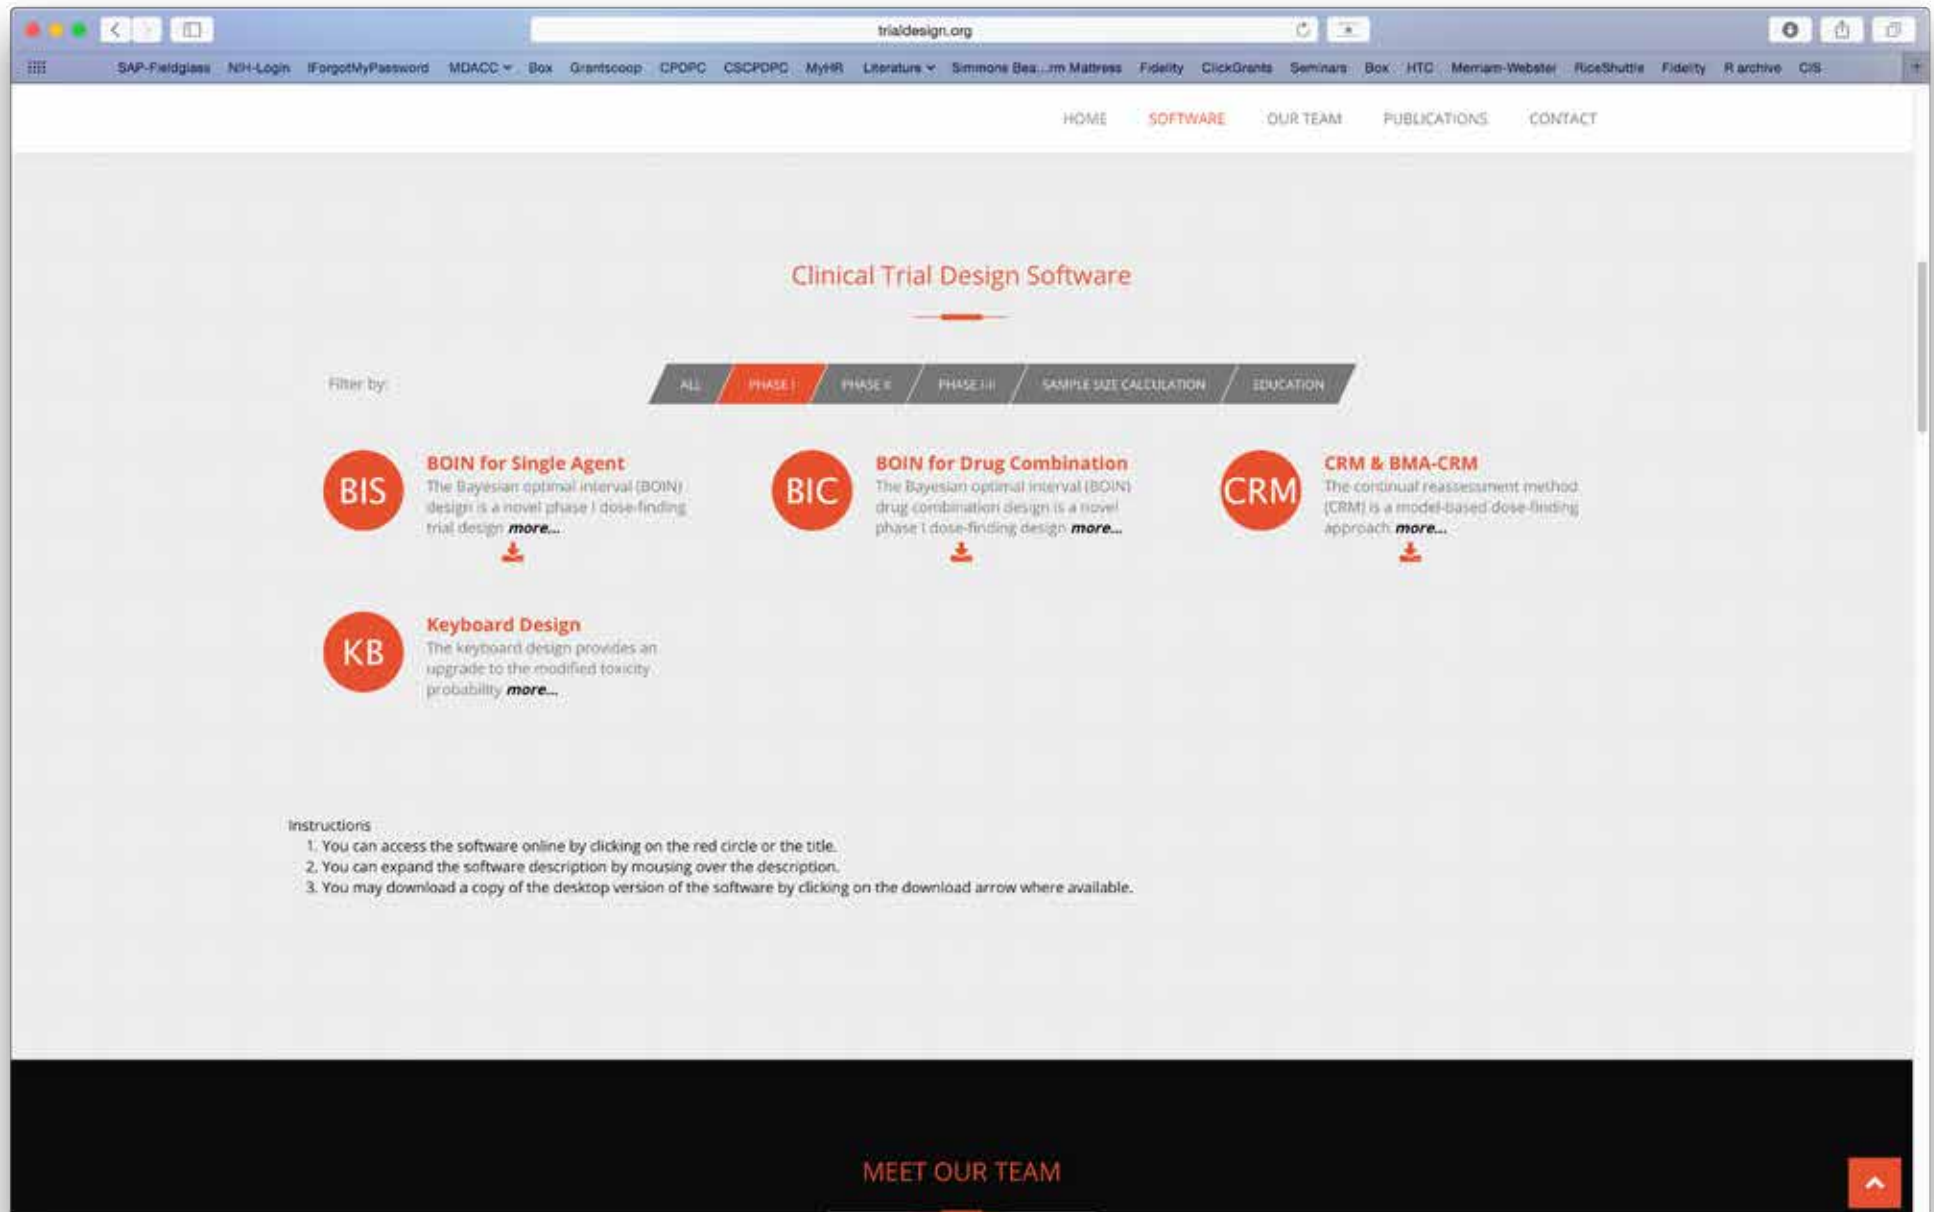 trialdesign.org
SAP-Fieldglass NIH-Login IForgotMyPassword MDACC Box Grantscoop CPDPC CSCPDPC MyHR Literature Simmons Bea...rm Mattress Fidelity ClickGrants Seminars Box HTC Merriam-Webster RiceShuttle Fidelity R archive CIS
HOME SOFTWARE OUR TEAM PUBLICATIONS CONTACT
Clinical Trial Design Software
Filter by:
ALL PHASE I PHASE II PHASE I-II SAMPLE SIZE CALCULATION EDUCATION
BIS
BOIN for Single Agent
The Bayesian optimal interval (BOIN)
design is a novel phase I dose-finding
trial design more...
BIC
BOIN for Drug Combination
The Bayesian optimal interval (BOIN)
drug combination design is a novel
phase I dose-finding design more...
CRM
CRM & BMA-CRM
The continual reassessment method
(CRM) is a model-based dose-finding
approach more...
KB
Keyboard Design
The keyboard design provides an
upgrade to the modified toxicity
probability more...
Instructions
1. You can access the software online by clicking on the red circle or the title.
2. You can expand the software description by mousing over the description.
3. You may download a copy of the desktop version of the software by clicking on the download arrow where available.
MEET OUR TEAM